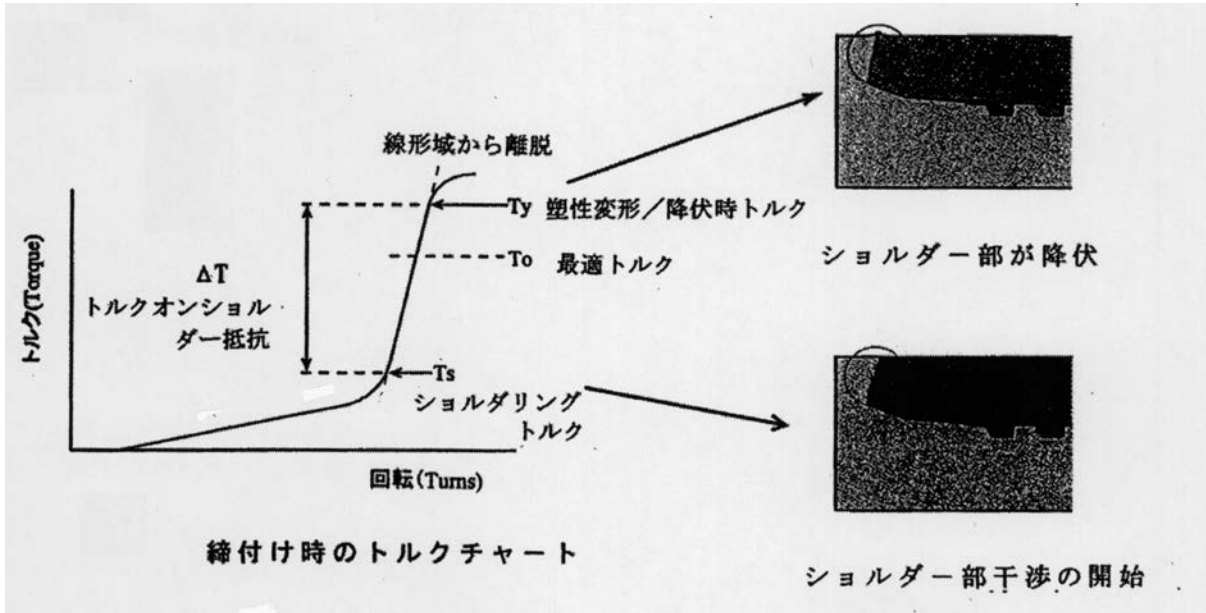 線形域から離脱
Ty 塑性変形/降伏時トルク
To 最適トルク
ΔT
トルクオンショル
ダー抵抗
Ts
ショルダリング
トルク
トルク(Torque)
回転(Turns)
締付け時のトルクチャート
ショルダー部が降伏
ショルダー部干渉の開始